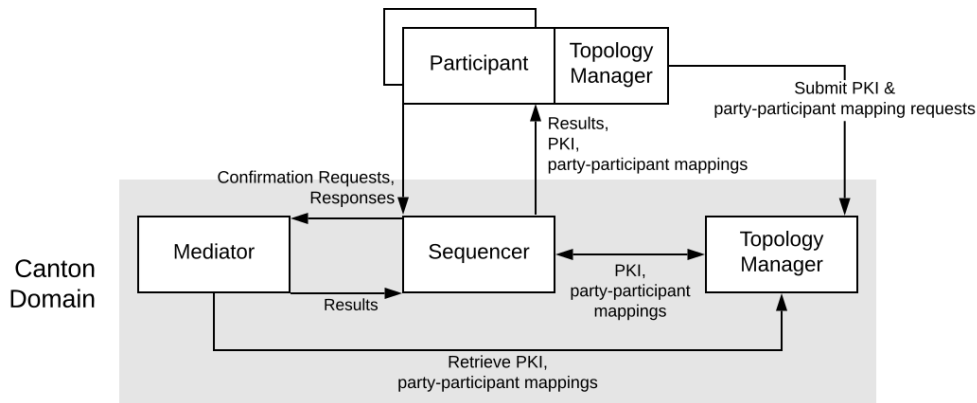 Participant
Topology
Manager
Submit PKI &
party-participant mapping requests
Results,
PKI,
party-participant mappings
Confirmation Requests,
Responses
Mediator
Sequencer
Topology
Manager
Canton
Domain
Results
PKI,
party-participant
mappings
Retrieve PKI,
party-participant mappings